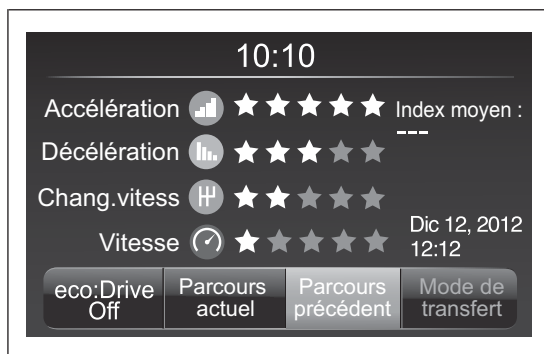 10:10
Accélération
Index moyen :
---
Décélération
Chang.vitess
Vitesse
Dic 12, 2012
12:12
eco:Drive
Off
Parcours
actuel
Parcours
précédent
Mode de
transfert